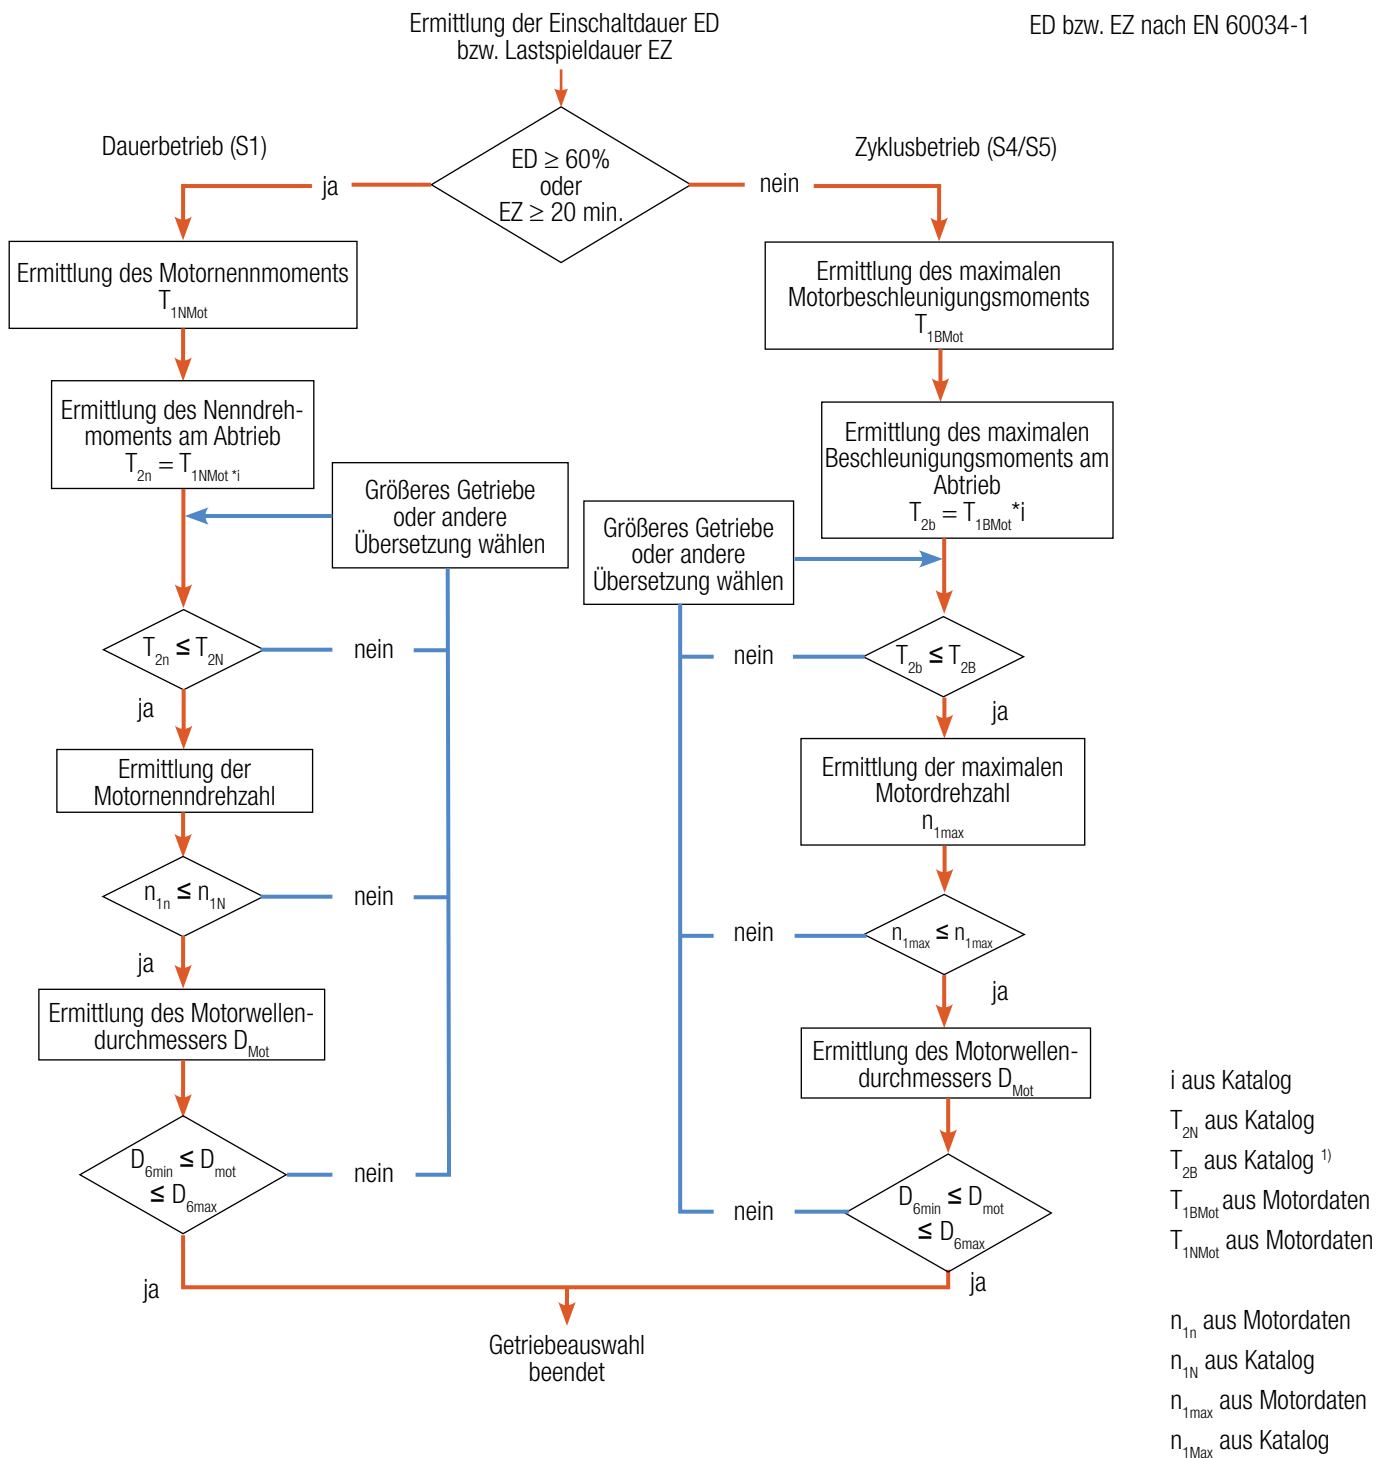 Ermittlung der Einschaltdauer ED
bzw. Lastspieldauer EZ
ED bzw. EZ nach EN 60034-1
Dauerbetrieb (S1)
Zyklusbetrieb (S4/S5)
ED ≥ 60%
oder
EZ ≥ 20 min.
ja
nein
Ermittlung des Motornennmoments
T1NMot
Ermittlung des Nenndreh-
moments am Abtrieb
T2n = T1NMot *i
Größeres Getriebe
oder andere
Übersetzung wählen
T2n ≤ T2N
nein
ja
Ermittlung der
Motornenndrehzahl
n1n ≤ n1N
nein
ja
Ermittlung des Motorwellen-
durchmessers DMot
D6min ≤ Dmot
≤ D6max
nein
ja
Ermittlung des maximalen
Motorbeschleunigungsmoments
T1BMot
Ermittlung des maximalen
Beschleunigungsmoments am
Abtrieb
T2b = T1BMot*i
Größeres Getriebe
oder andere
Übersetzung wählen
T2b ≤ T2B
nein
ja
Ermittlung der maximalen
Motordrehzahl
n1max
n1max ≤ n1max
nein
ja
Ermittlung des Motorwellen-
durchmessers DMot
D6min ≤ Dmot
≤ D6max
nein
ja
Getriebeauswahl
beendet
i aus Katalog
T2N aus Katalog
T2B aus Katalog 1)
T1BMot aus Motordaten
T1NMot aus Motordaten
n1n aus Motordaten
n1N aus Katalog
n1max aus Motordaten
n1Max aus Katalog